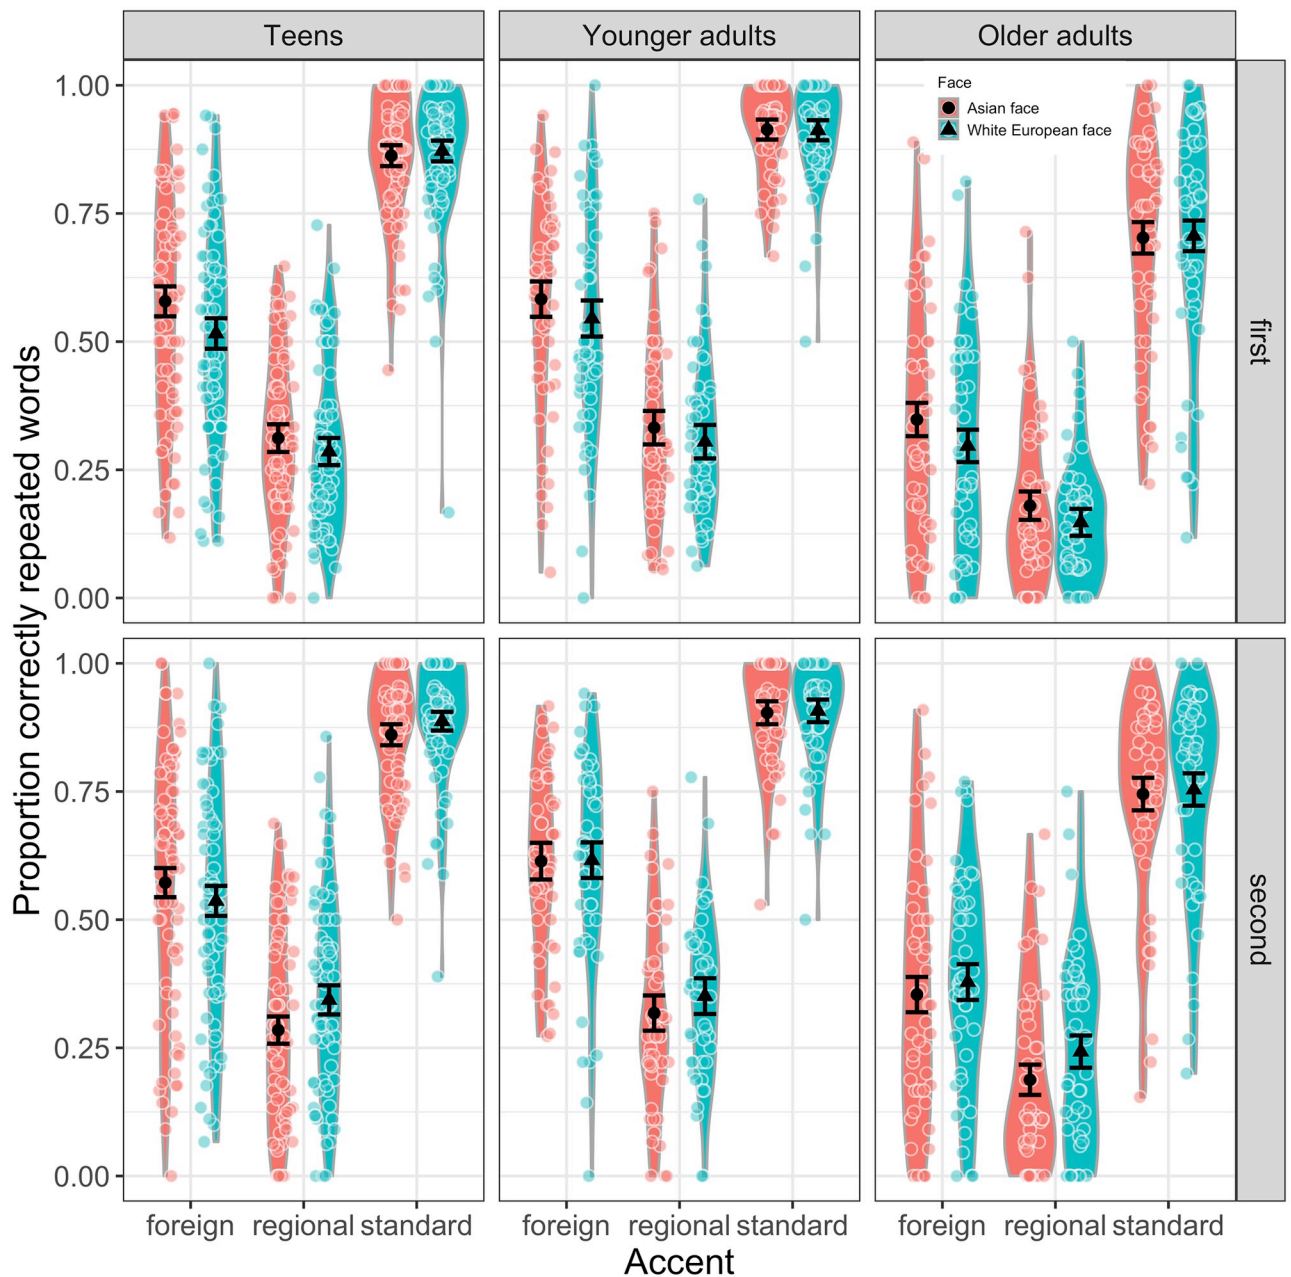 Teens Younger adults Older adults
Face
Asian face
White European face
1.00
0.75
0.50
0.25
0.00
first
1.00
0.75
0.50
0.25
0.00
second
Proportion correctly repeated words
foreign regional standard foreign regional standard foreign regional standard
Accent